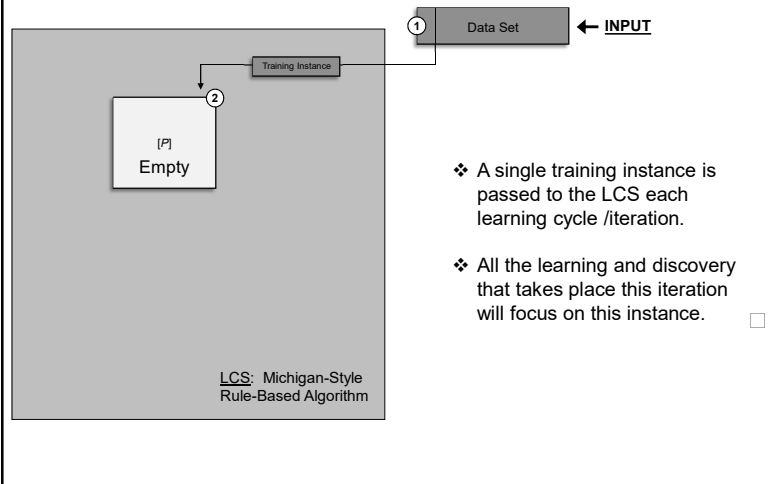 1
Data Set
INPUT
Training Instance
2
[P]
Empty
❖ A single training instance is
passed to the LCS each
learning cycle /iteration.
❖ All the learning and discovery
that takes place this iteration
will focus on this instance.
LCS: Michigan-Style
Rule-Based Algorithm